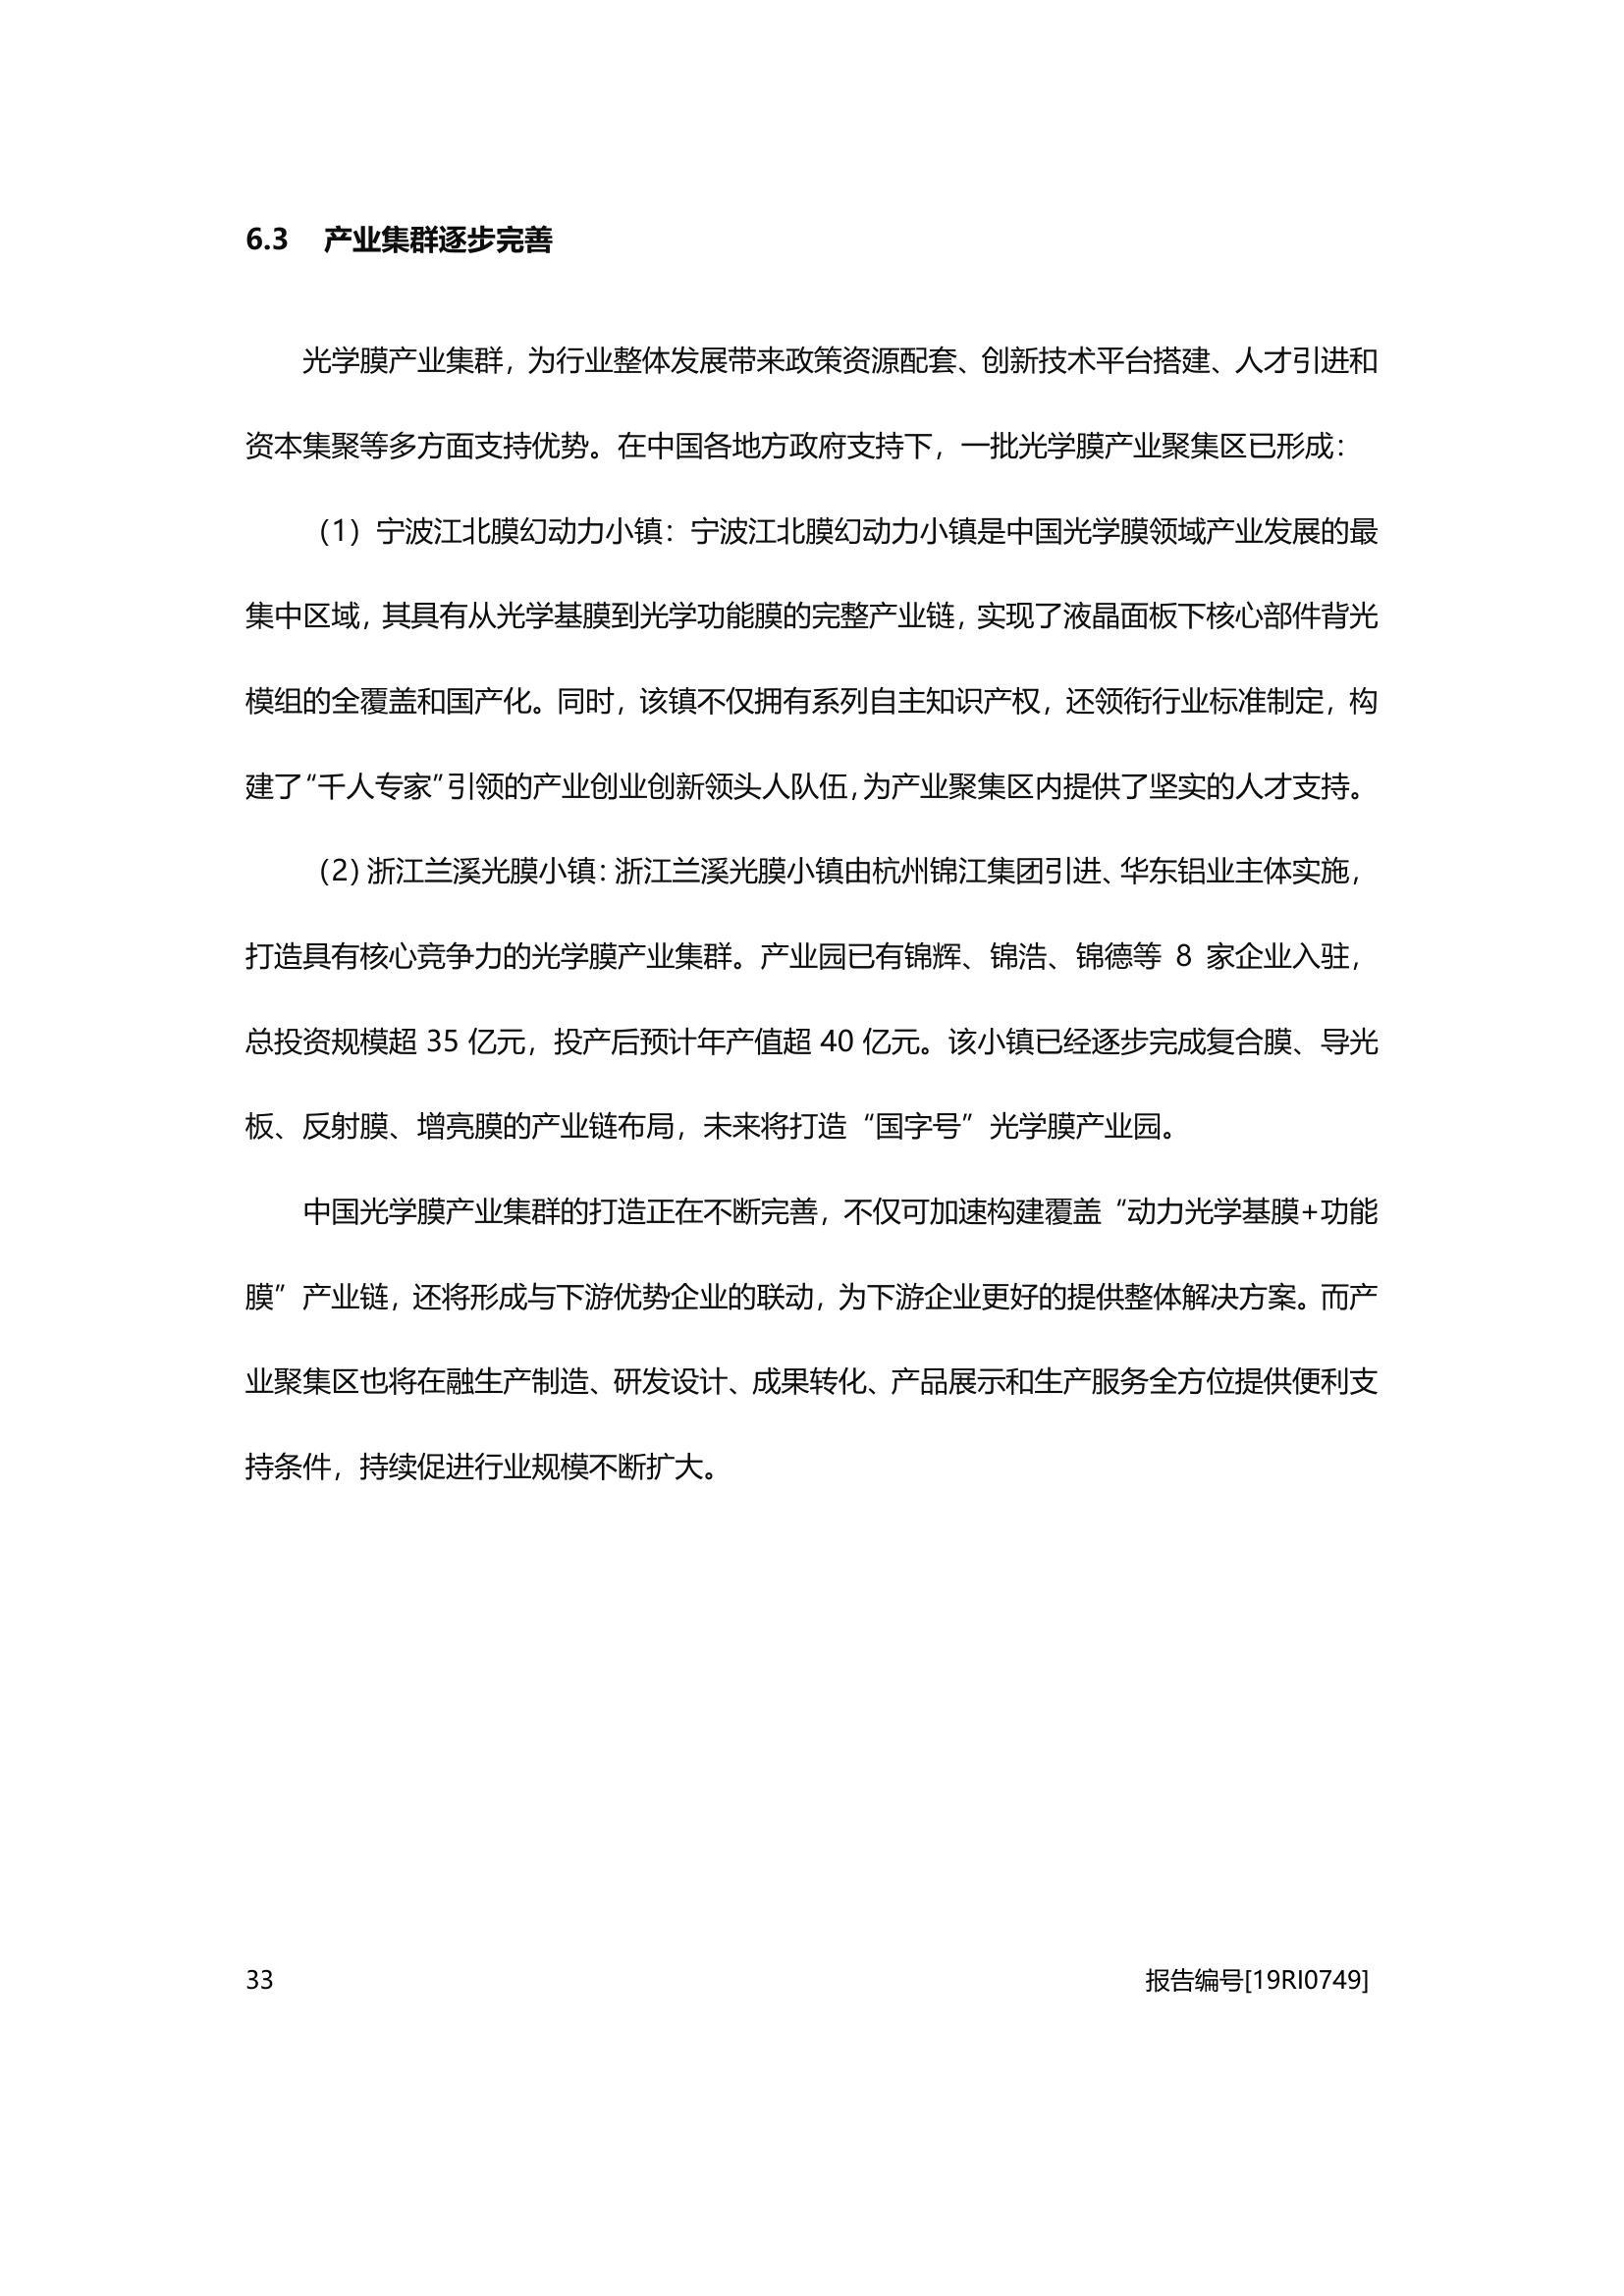 6.3 产业集群逐步完善
光学膜产业集群，为行业整体发展带来政策资源配套、创新技术平台搭建、人才引进和
资本集聚等多方面支持优势。在中国各地方政府支持下，一批光学膜产业聚集区已形成：
（1）宁波江北膜幻动力小镇：宁波江北膜幻动力小镇是中国光学膜领域产业发展的最
集中区域，其具有从光学基膜到光学功能膜的完整产业链，实现了液晶面板下核心部件背光
模组的全覆盖和国产化。同时，该镇不仅拥有系列自主知识产权，还领衔行业标准制定，构
建了“千人专家”引领的产业创业创新领头人队伍，为产业聚集区内提供了坚实的人才支持。
（2）浙江兰溪光膜小镇：浙江兰溪光膜小镇由杭州锦江集团引进、华东铝业主体实施，
打造具有核心竞争力的光学膜产业集群。产业园已有锦辉、锦浩、锦德等 8 家企业入驻，
总投资规模超 35 亿元，投产后预计年产值超 40 亿元。该小镇已经逐步完成复合膜、导光
板、反射膜、增亮膜的产业链布局，未来将打造“国字号”光学膜产业园。
中国光学膜产业集群的打造正在不断完善，不仅可加速构建覆盖“动力光学基膜+功能
膜”产业链，还将形成与下游优势企业的联动，为下游企业更好的提供整体解决方案。而产
业聚集区也将在融生产制造、研发设计、成果转化、产品展示和生产服务全方位提供便利支
持条件，持续促进行业规模不断扩大。
33 报告编号[19RI0749]